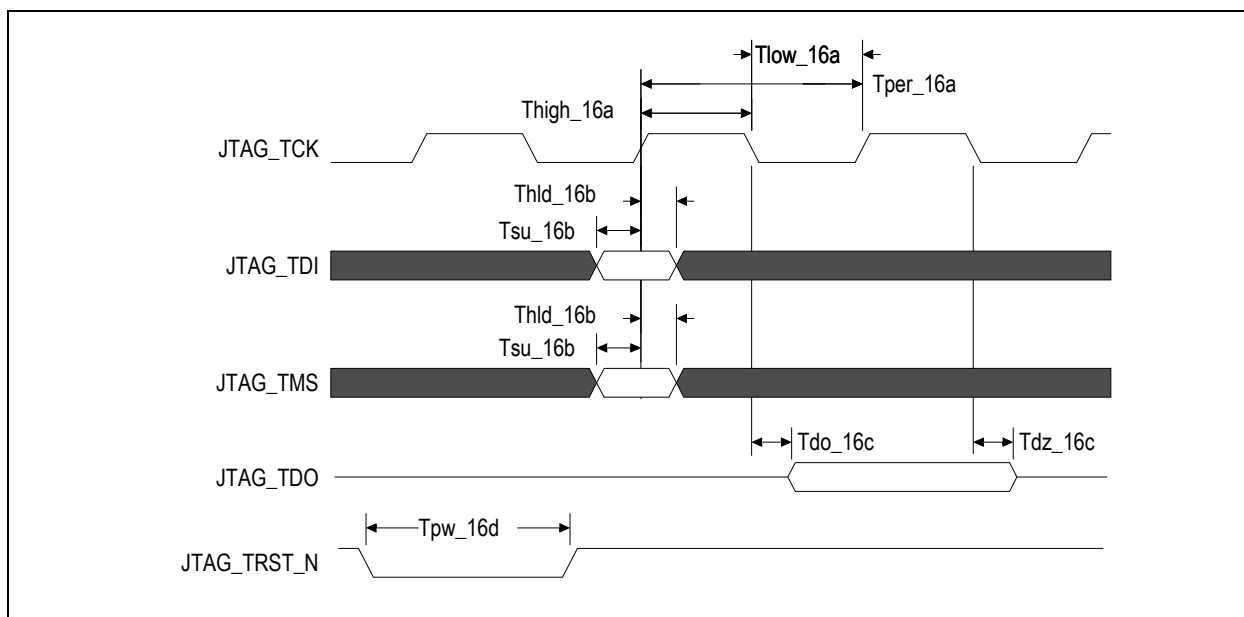 Tlow_16a
Tper_16a
Thigh_16a
JTAG_TCK
Thld_16b
Tsu_16b
JTAG_TDI
Thld_16b
Tsu_16b
JTAG_TMS
Tdo_16c
Tdz_16c
JTAG_TDO
Tpw_16d
JTAG_TRST_N